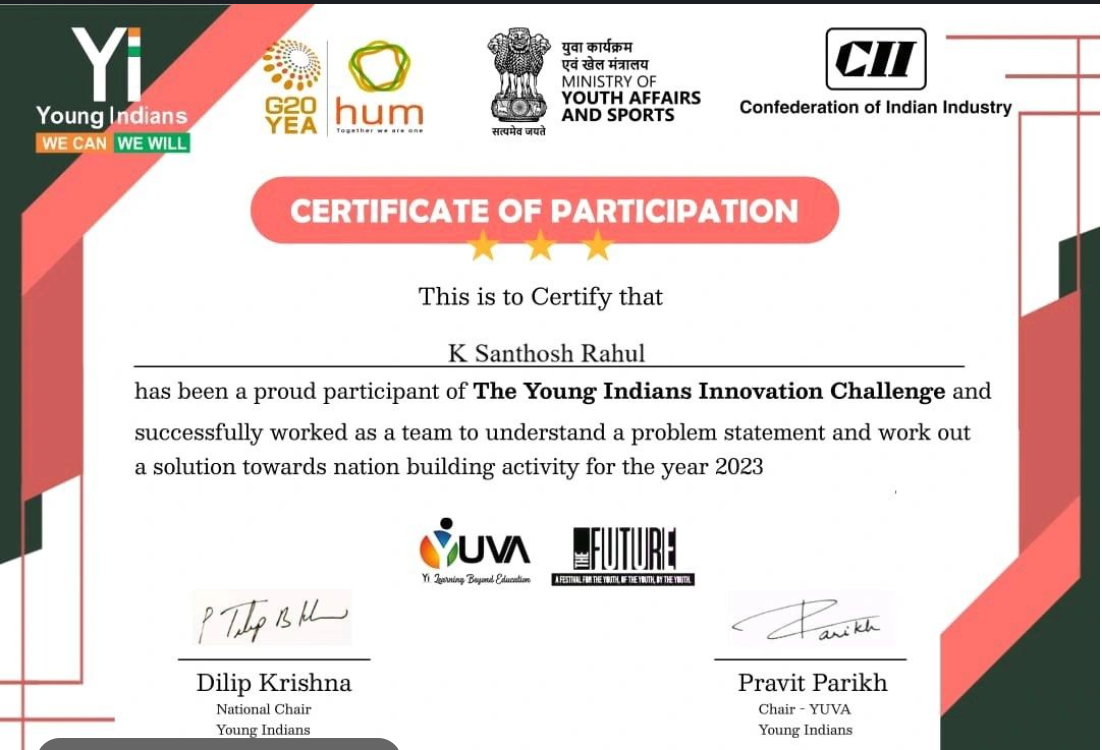 Yi
Young Indians
WE CAN WE WILL
G20
YEA
hum
Together we are one
सत्यमेव जयते
युवा कार्यक्रम
एवं खेल मंत्रालय
MINISTRY OF
YOUTH AFFAIRS
AND SPORTS
CII
Confederation of Indian Industry
CERTIFICATE OF PARTICIPATION
This is to Certify that
K Santhosh Rahul
has been a proud participant of The Young Indians Innovation Challenge and
successfully worked as a team to understand a problem statement and work out
a solution towards nation building activity for the year 2023
YUVA
Yi Learning Beyond Education
THE FUTURE
A FESTIVAL FOR THE YOUTH, OF THE YOUTH, BY THE YOUTH.
Parikh
Dilip Krishna
National Chair
Young Indians
Pravit Parikh
Chair - YUVA
Young Indians